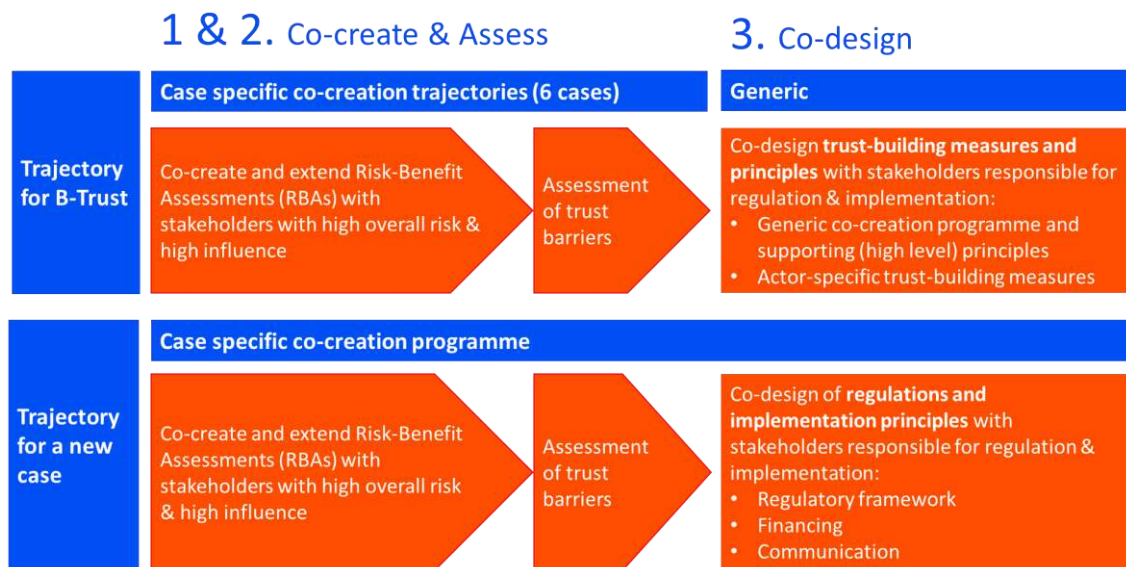 1 & 2. Co-create & Assess
3. Co-design
Trajectory
for B-Trust
Case specific co-creation trajectories (6 cases)
Co-create and extend Risk-Benefit
Assessments (RBAs) with
stakeholders with high overall risk &
high influence
Assessment
of trust
barriers
Generic
Co-design trust-building measures and
principles with stakeholders responsible for
regulation & implementation:
• Generic co-creation programme and
supporting (high level) principles
• Actor-specific trust-building measures
Trajectory
for a new
case
Case specific co-creation programme
Co-create and extend Risk-Benefit
Assessments (RBAs) with
stakeholders with high overall risk
& high influence
Assessment
of trust
barriers
Co-design of regulations and
implementation principles with
stakeholders responsible for regulation &
implementation:
• Regulatory framework
• Financing
• Communication